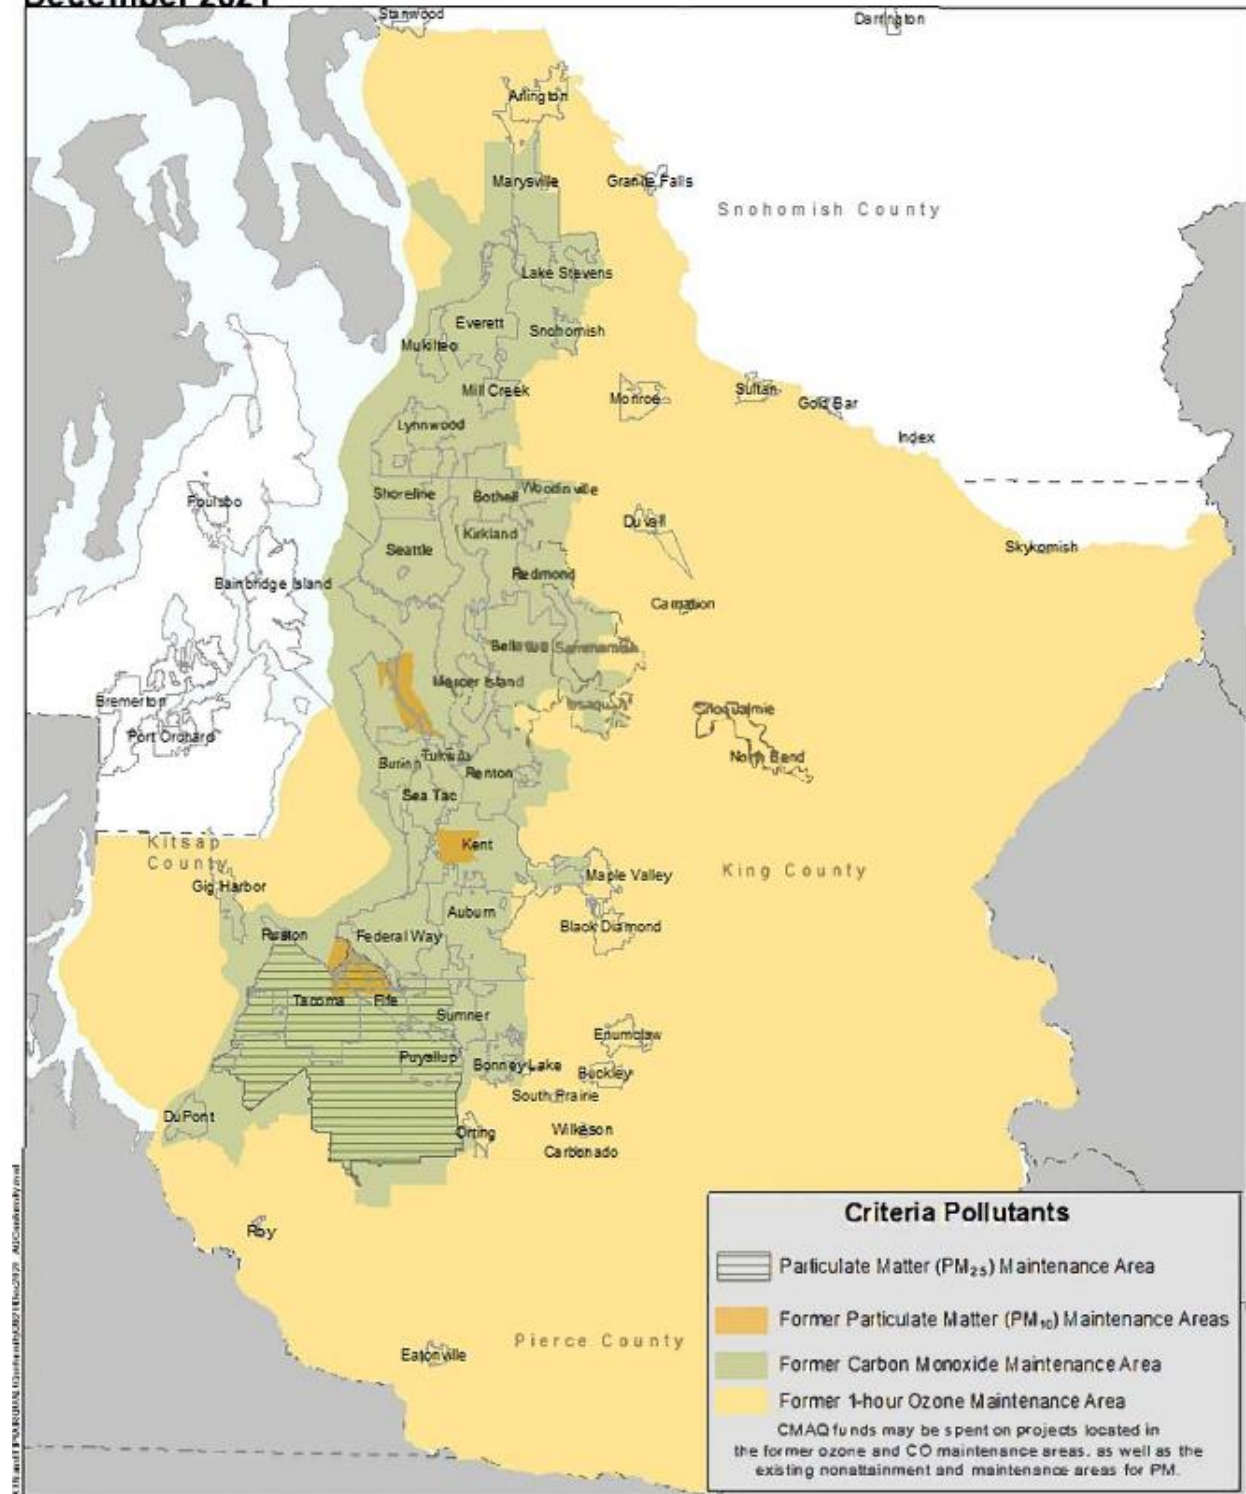 December 2021
Stanwood
Darrington
Arlington
Marysville
Granite Falls
Snohomish County
Lake Stevens
Everett
Snohomish
Mukilteo
Mill Creek
Monroe
Sultan
Gold Bar
Lynnwood
Index
Shoreline
Bothell
Woodinville
Poulsbo
Duvall
Kirkland
Seattle
Skykomish
Redmond
Bainbridge Island
Carnation
Bellevue
Sammamish
Mercer Island
Bremerton
Issaquah
Snoqualmie
Port Orchard
North Bend
Tukwila
Burien
Renton
Sea Tac
Kitsap
County
Kent
King County
Maple Valley
Gig Harbor
Auburn
Black Diamond
Ruston
Federal Way
Tacoma
Fife
Sumner
Enumclaw
Puyallup
Bonney Lake
Buckley
South Prairie
DuPont
Orting
Wilkeson
Carbonado
Roy
Pierce County
Eatonville
Criteria Pollutants
Particulate Matter (PM2.5) Maintenance Area
Former Particulate Matter (PM10) Maintenance Areas
Former Carbon Monoxide Maintenance Area
Former 1-hour Ozone Maintenance Area
CMAQ funds may be spent on projects located in
the former ozone and CO maintenance areas, as well as the
existing nonattainment and maintenance areas for PM.